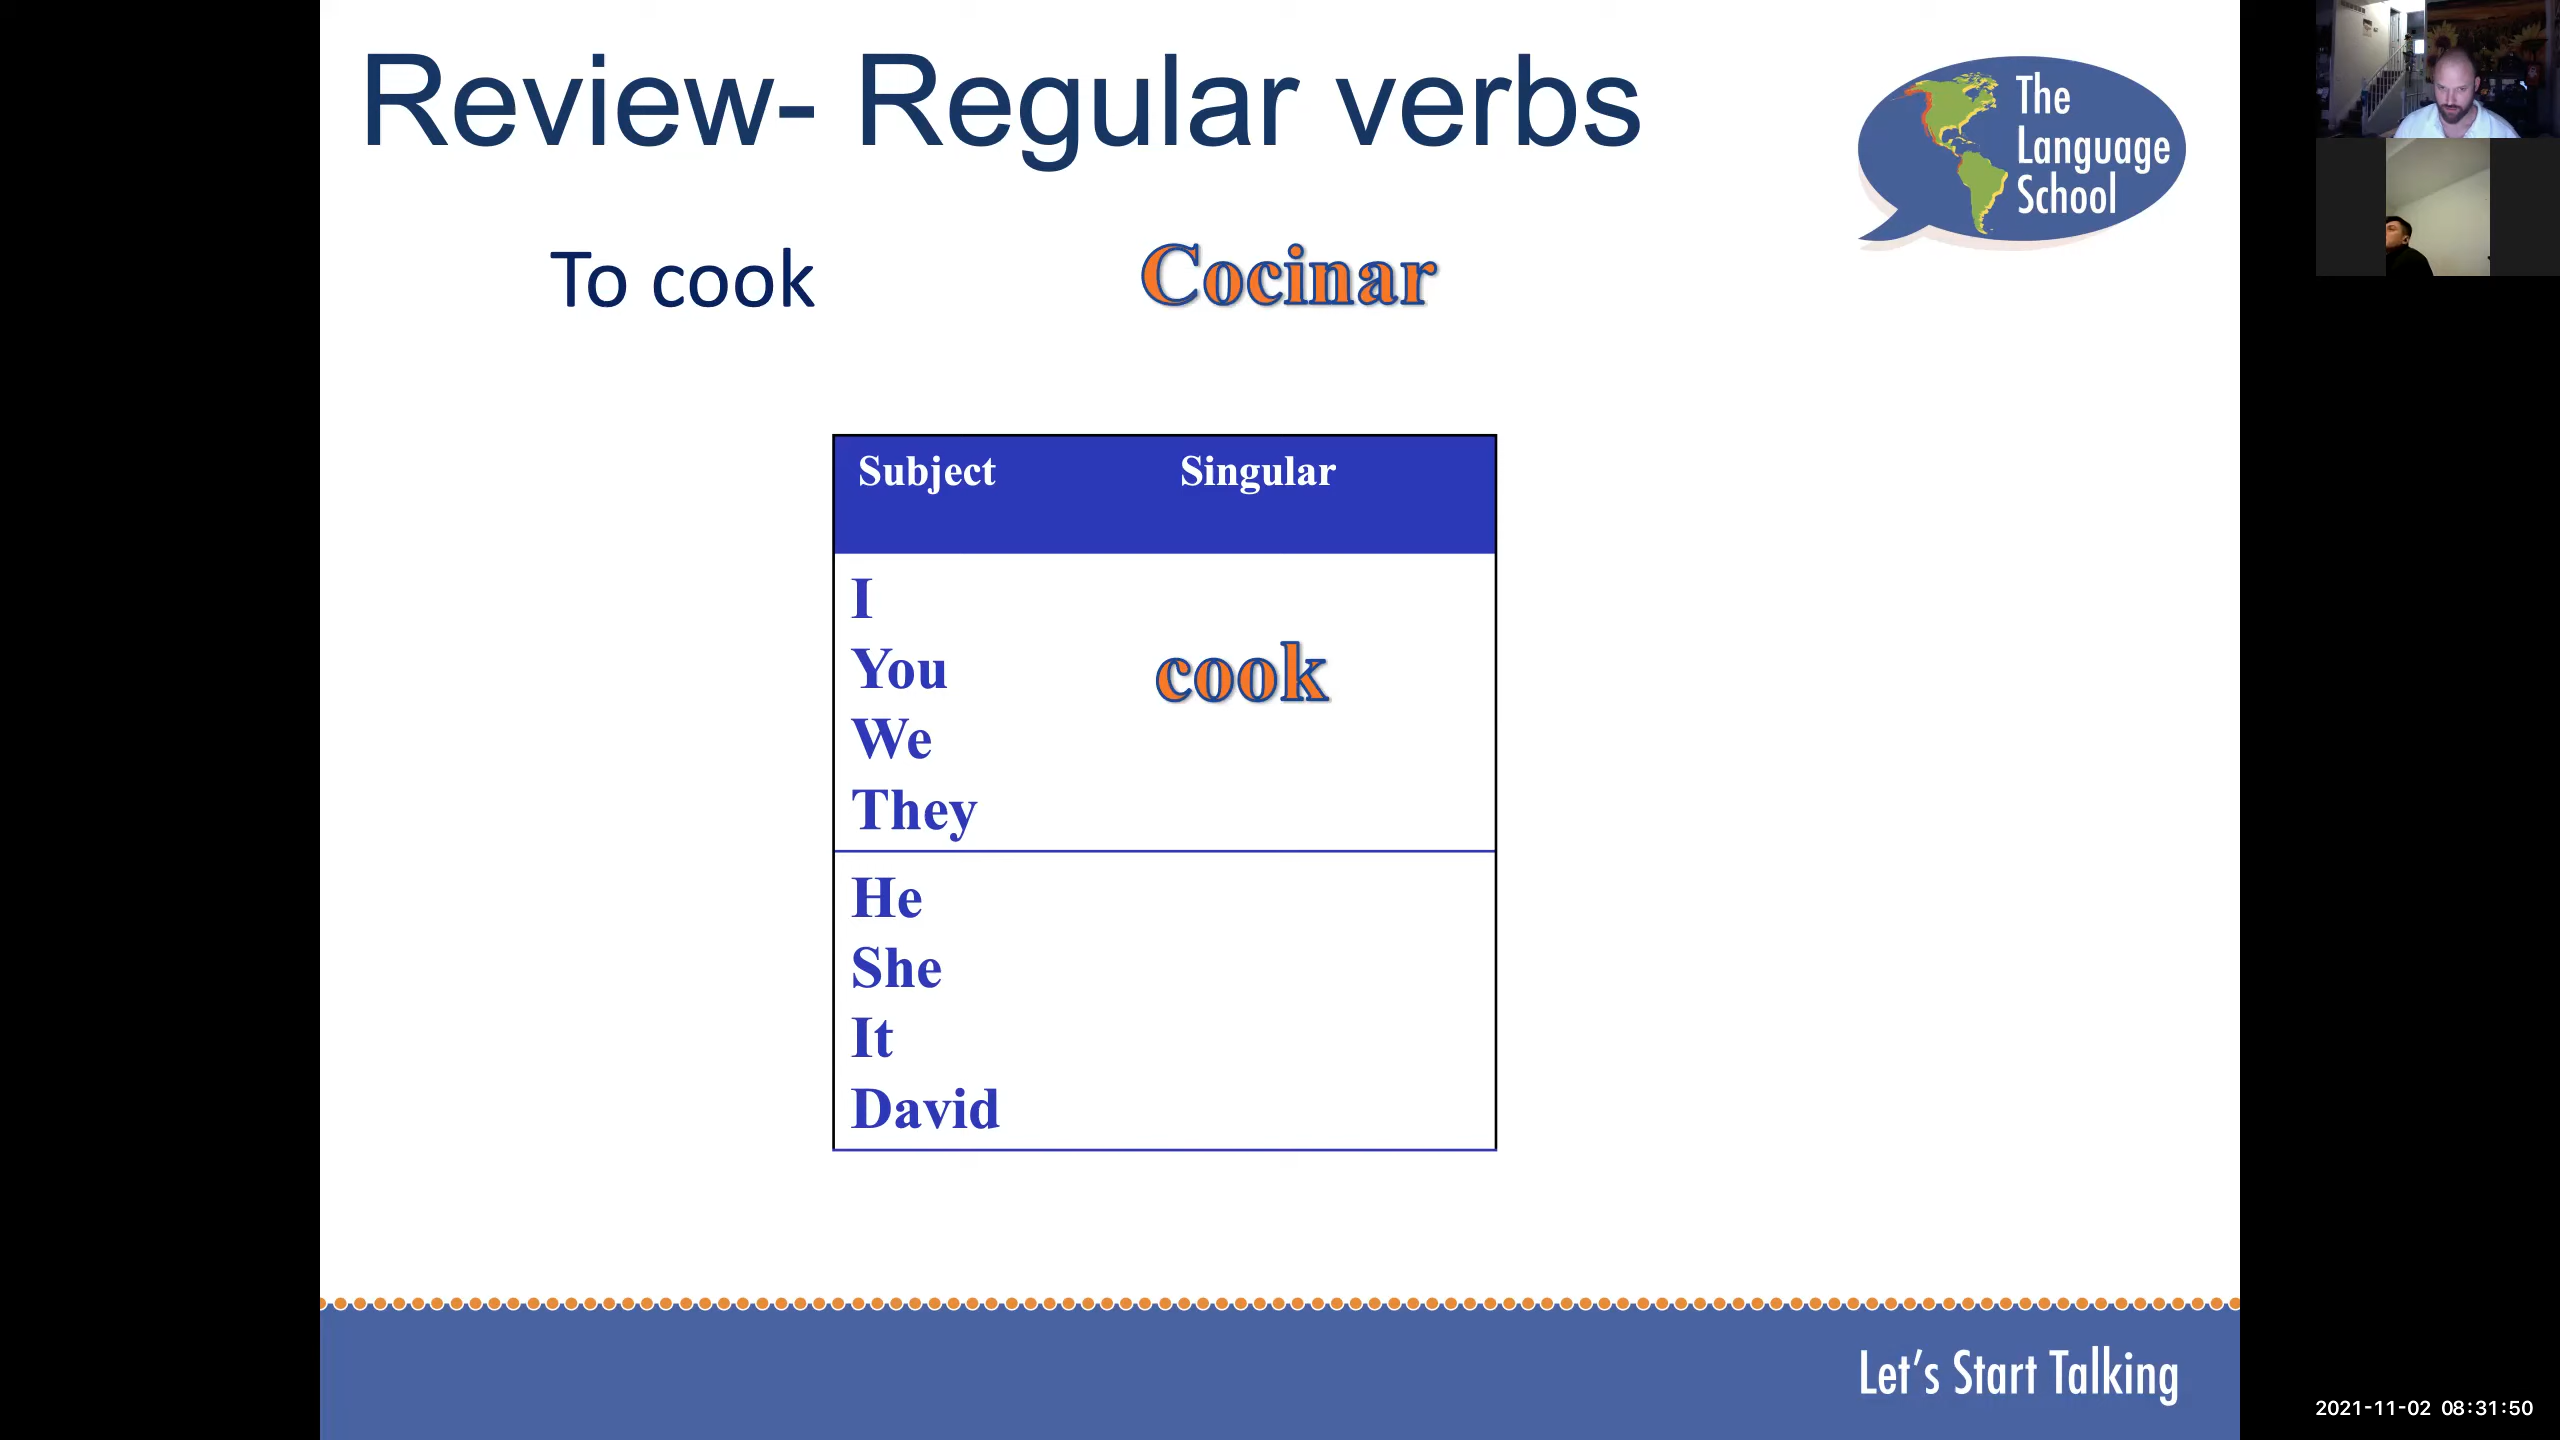 Review- Regular verbs
The
Language
School
To cook Cocinar
Subject Singular
I
You
cook
We
They
He
She
It
David
Let's Start Talking
2021-11-02 08:31:50